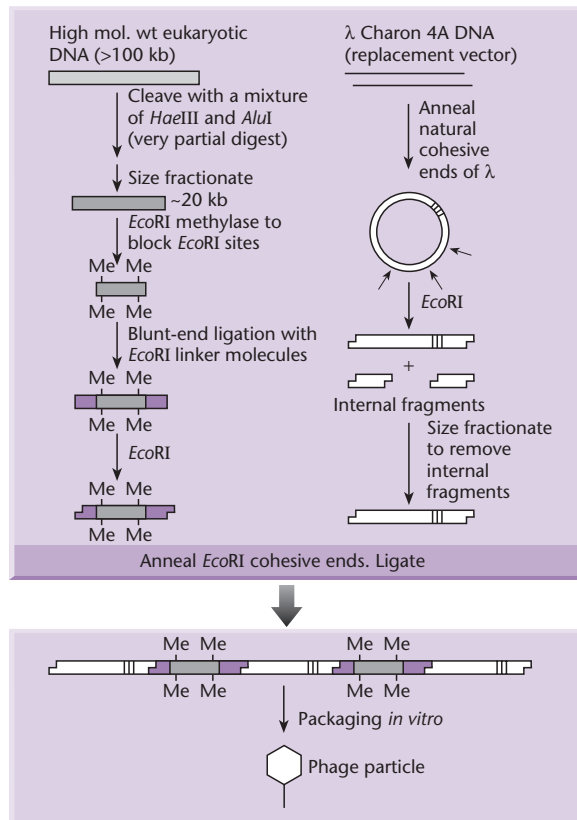 High mol. wt eukaryotic
DNA (>100 kb)
Cleave with a mixture
of HaeIII and AluI
(very partial digest)
Size fractionate
~20 kb
EcoRI methylase to
block EcoRI sites
Me Me
Me Me
Blunt-end ligation with
EcoRI linker molecules
Me Me
Me Me
EcoRI
Me Me
Me Me
λ Charon 4A DNA
(replacement vector)
Anneal
natural
cohesive
ends of λ
EcoRI
+
Internal fragments
Size fractionate
to remove
internal
fragments
Anneal EcoRI cohesive ends. Ligate
Me Me Me Me
Me Me Me Me
Packaging in vitro
Phage particle